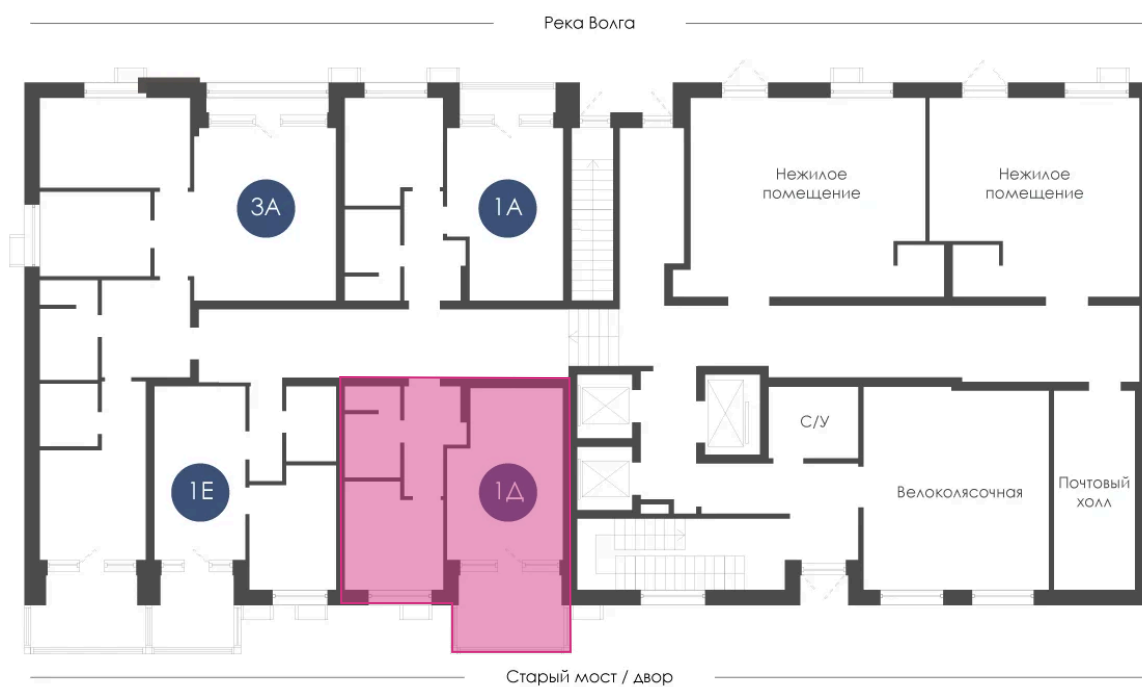 Река Волга
3А
1А
Нежилое
помещение
Нежилое
помещение
1Е
1Д
С/У
Велоколясочная
Почтовый
холл
Старый мост / двор